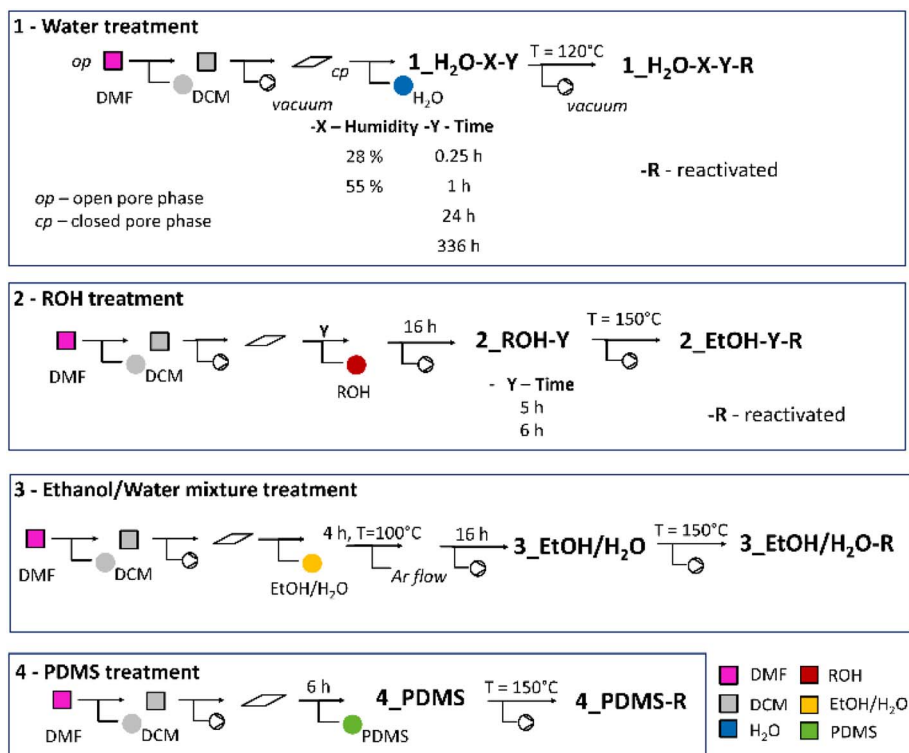 1 - Water treatment
op DMF DCM vacuum cp H₂O 1_H₂O-X-Y T = 120°C vacuum 1_H₂O-X-Y-R
-X – Humidity -Y - Time
28 % 0.25 h
55 % 1 h
24 h
336 h
-R - reactivated
op – open pore phase
cp – closed pore phase
2 - ROH treatment
DMF DCM Y ROH 16 h 2_ROH-Y T = 150°C 2_EtOH-Y-R
- Y – Time
5 h
6 h
-R - reactivated
3 - Ethanol/Water mixture treatment
DMF DCM EtOH/H₂O 4 h, T=100°C Ar flow 16 h 3_EtOH/H₂O T = 150°C 3_EtOH/H₂O-R
4 - PDMS treatment
DMF DCM 6 h PDMS 4_PDMS T = 150°C 4_PDMS-R
DMF ROH
DCM EtOH/H₂O
H₂O PDMS